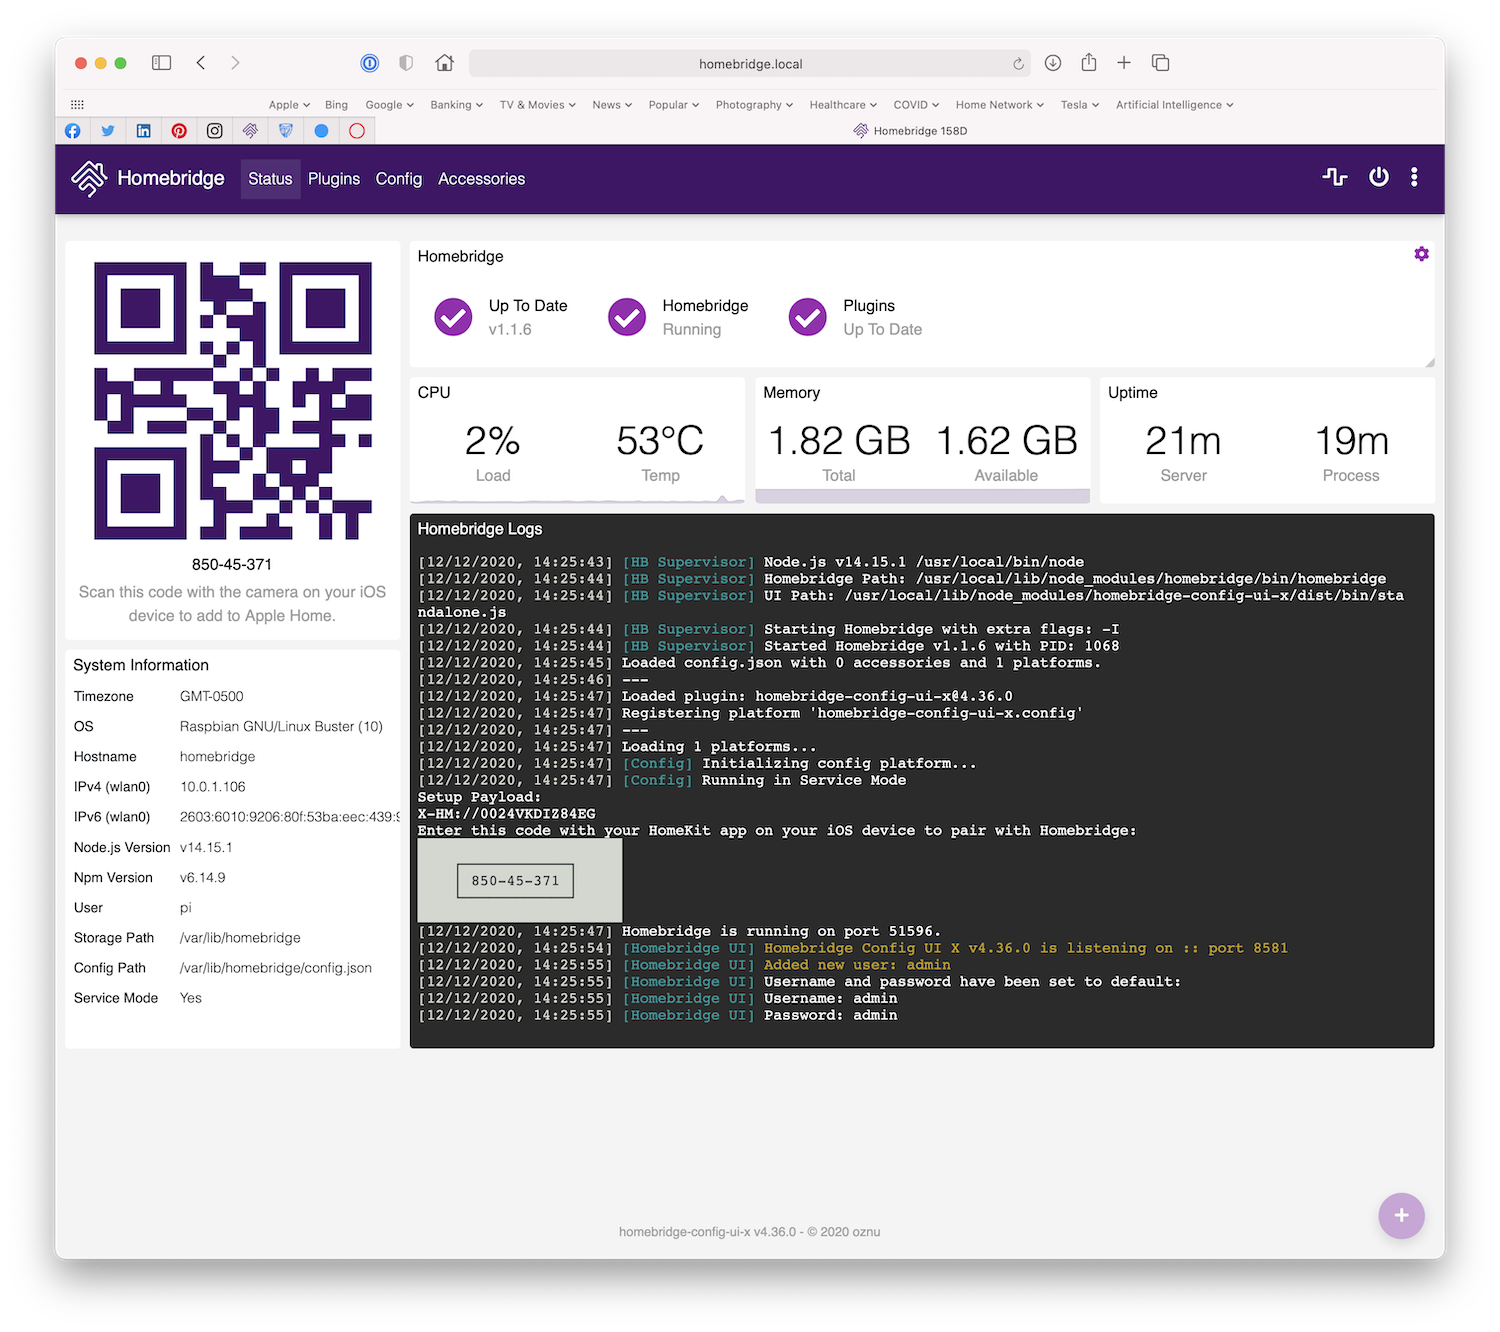 homebridge.local
Apple Bing Google Banking TV & Movies News Popular Photography Healthcare COVID Home Network Tesla Artificial Intelligence
Homebridge 158D
Homebridge Status Plugins Config Accessories
850-45-371
Scan this code with the camera on your iOS
device to add to Apple Home.
System Information
Timezone GMT-0500
OS Raspbian GNU/Linux Buster (10)
Hostname homebridge
IPv4 (wlan0) 10.0.1.106
IPv6 (wlan0) 2603:6010:9206:80f:53ba:eec:439:9
Node.js Version v14.15.1
Npm Version v6.14.9
User pi
Storage Path /var/lib/homebridge
Config Path /var/lib/homebridge/config.json
Service Mode Yes
Homebridge
Up To Date
v1.1.6
Homebridge
Running
Plugins
Up To Date
CPU
2% 53°C
Load Temp
Memory
1.82 GB 1.62 GB
Total Available
Uptime
21m 19m
Server Process
Homebridge Logs
[12/12/2020, 14:25:43] [HB Supervisor] Node.js v14.15.1 /usr/local/bin/node
[12/12/2020, 14:25:44] [HB Supervisor] Homebridge Path: /usr/local/lib/node_modules/homebridge/bin/homebridge
[12/12/2020, 14:25:44] [HB Supervisor] UI Path: /usr/local/lib/node_modules/homebridge-config-ui-x/dist/bin/sta
ndalone.js
[12/12/2020, 14:25:44] [HB Supervisor] Starting Homebridge with extra flags: -I
[12/12/2020, 14:25:44] [HB Supervisor] Started Homebridge v1.1.6 with PID: 1068
[12/12/2020, 14:25:45] Loaded config.json with 0 accessories and 1 platforms.
[12/12/2020, 14:25:46] ---
[12/12/2020, 14:25:47] Loaded plugin: homebridge-config-ui-x@4.36.0
[12/12/2020, 14:25:47] Registering platform 'homebridge-config-ui-x.config'
[12/12/2020, 14:25:47] ---
[12/12/2020, 14:25:47] Loading 1 platforms...
[12/12/2020, 14:25:47] [Config] Initializing config platform...
[12/12/2020, 14:25:47] [Config] Running in Service Mode
Setup Payload:
X-HM://0024VKDIZ84EG
Enter this code with your HomeKit app on your iOS device to pair with Homebridge:
850-45-371
[12/12/2020, 14:25:47] Homebridge is running on port 51596.
[12/12/2020, 14:25:54] [Homebridge UI] Homebridge Config UI X v4.36.0 is listening on :: port 8581
[12/12/2020, 14:25:55] [Homebridge UI] Added new user: admin
[12/12/2020, 14:25:55] [Homebridge UI] Username and password have been set to default:
[12/12/2020, 14:25:55] [Homebridge UI] Username: admin
[12/12/2020, 14:25:55] [Homebridge UI] Password: admin
homebridge-config-ui-x v4.36.0 - © 2020 oznu